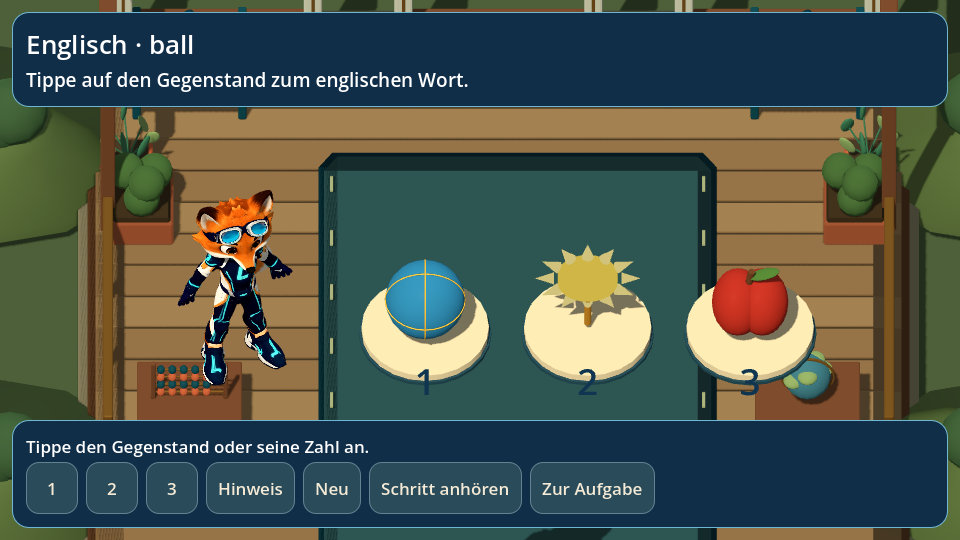 Englisch · ball
Tippe auf den Gegenstand zum englischen Wort.
1 2 3
Tippe den Gegenstand oder seine Zahl an.
1 2 3 Hinweis Neu Schritt anhören Zur Aufgabe